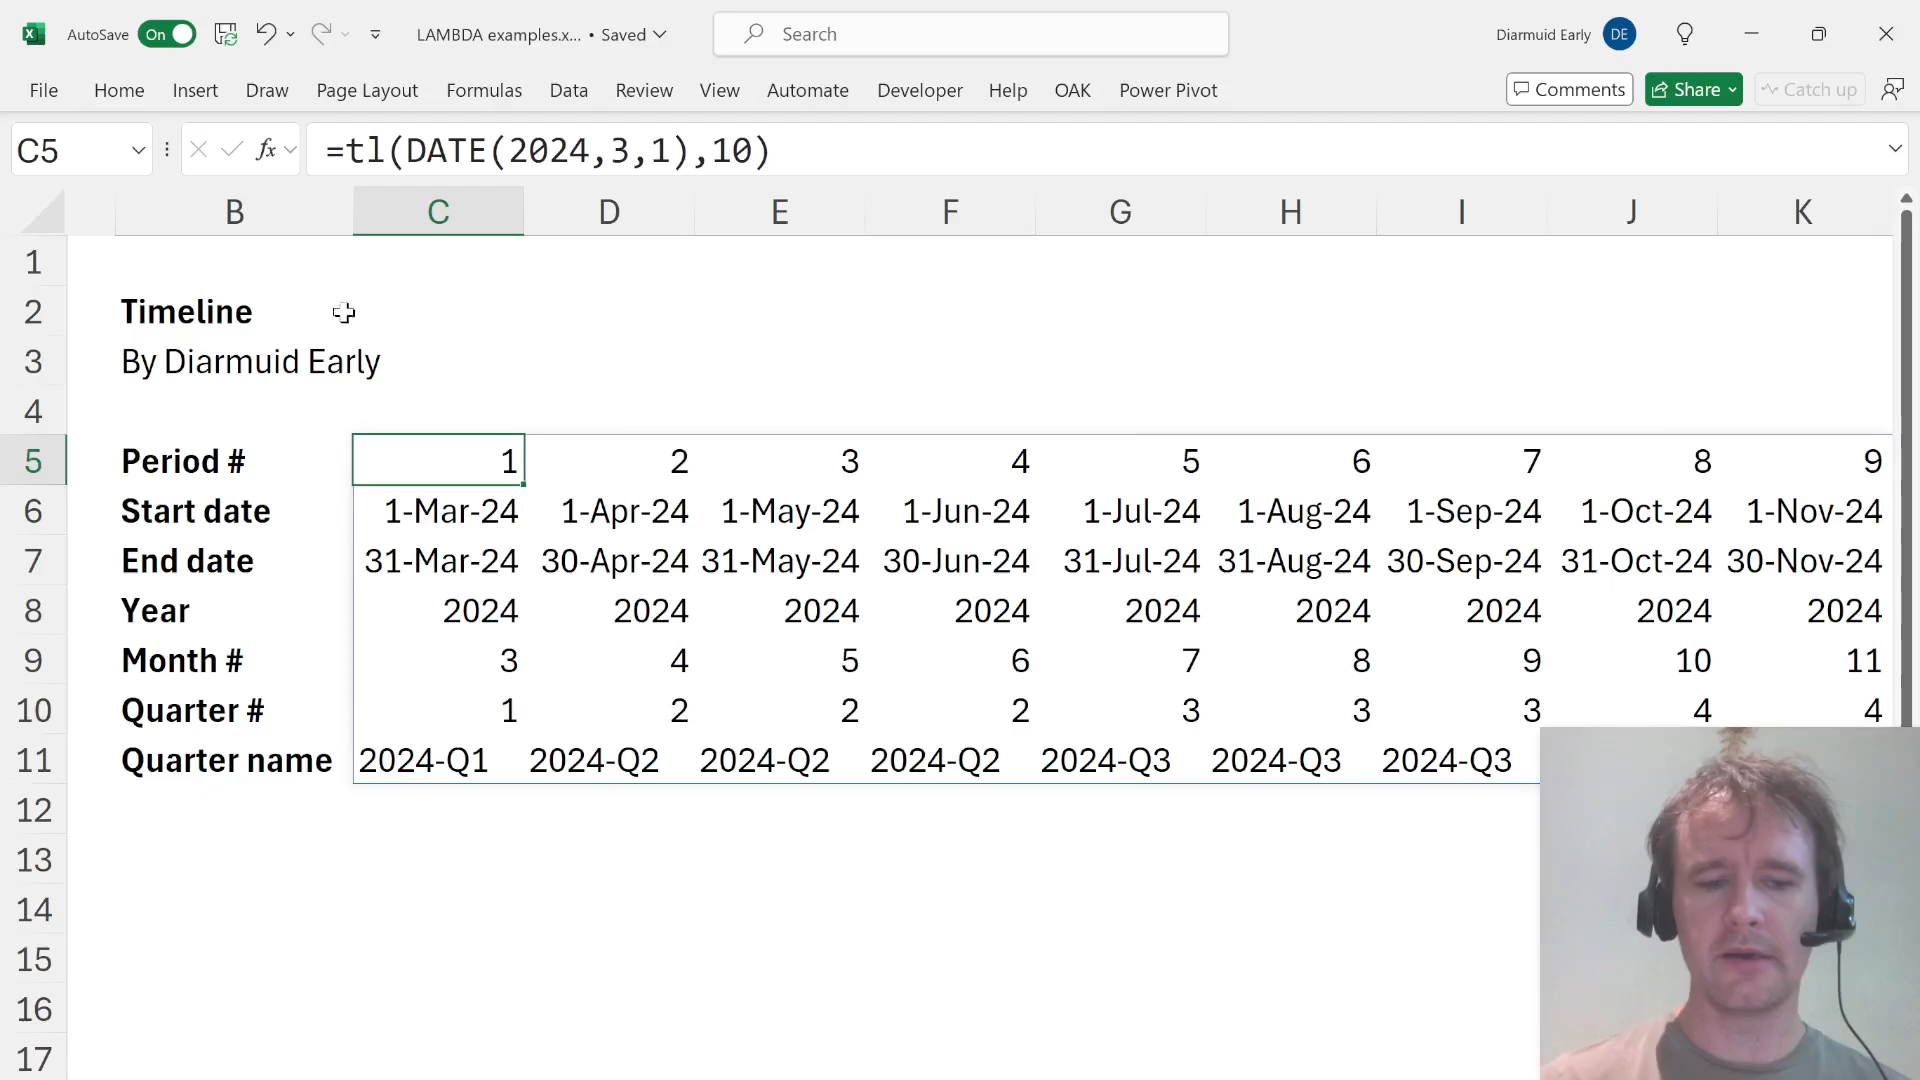 AutoSave On LAMBDA examples.x... • Saved Search Diarmuid Early DE
File Home Insert Draw Page Layout Formulas Data Review View Automate Developer Help OAK Power Pivot Comments Share Catch up
C5 fx =tl(DATE(2024,3,1),10)
B C D E F G H I J K
1
2 Timeline
3 By Diarmuid Early
4
5 Period # 1 2 3 4 5 6 7 8 9
6 Start date 1-Mar-24 1-Apr-24 1-May-24 1-Jun-24 1-Jul-24 1-Aug-24 1-Sep-24 1-Oct-24 1-Nov-24
7 End date 31-Mar-24 30-Apr-24 31-May-24 30-Jun-24 31-Jul-24 31-Aug-24 30-Sep-24 31-Oct-24 30-Nov-24
8 Year 2024 2024 2024 2024 2024 2024 2024 2024 2024
9 Month # 3 4 5 6 7 8 9 10 11
10 Quarter # 1 2 2 2 3 3 3 4 4
11 Quarter name 2024-Q1 2024-Q2 2024-Q2 2024-Q2 2024-Q3 2024-Q3 2024-Q3
12
13
14
15
16
17